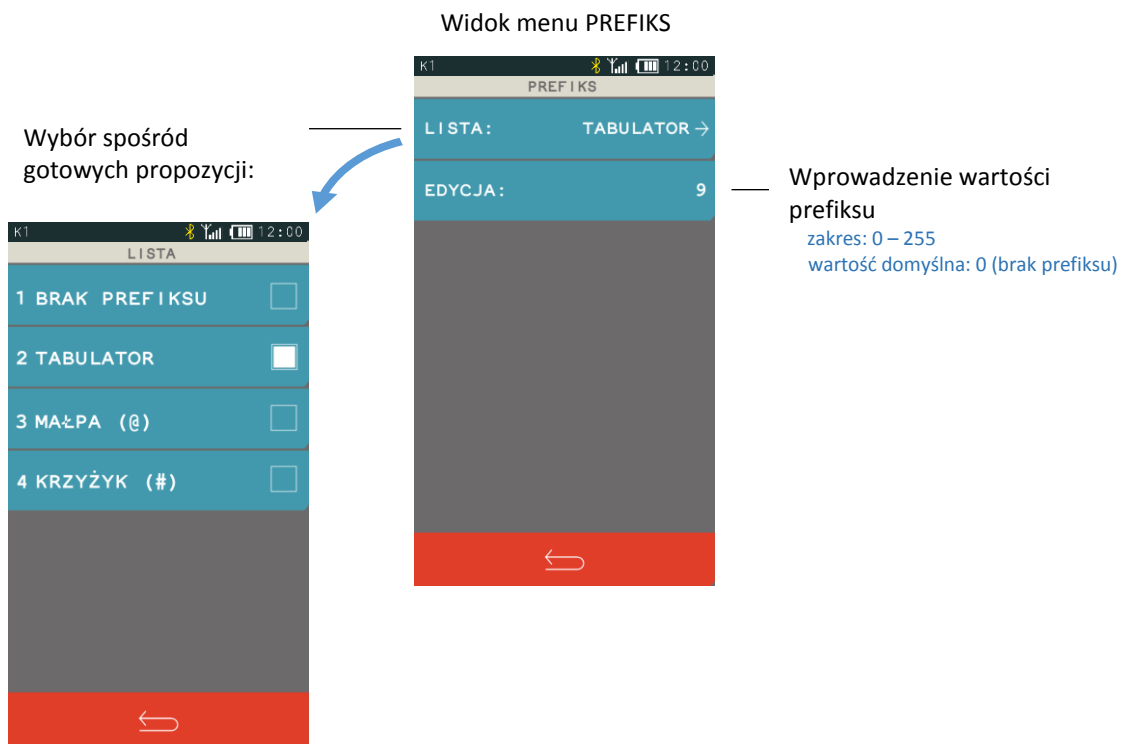 Widok menu PREFIKS
K1 12:00
PREFIKS
LISTA: TABULATOR →
EDYCJA: 9
Wybór spośród
gotowych propozycji:
Wprowadzenie wartości
prefiksu
zakres: 0 – 255
wartość domyślna: 0 (brak prefiksu)
K1 12:00
LISTA
1 BRAK PREFIKSU
2 TABULATOR
3 MAŁPA (@)
4 KRZYŻYK (#)